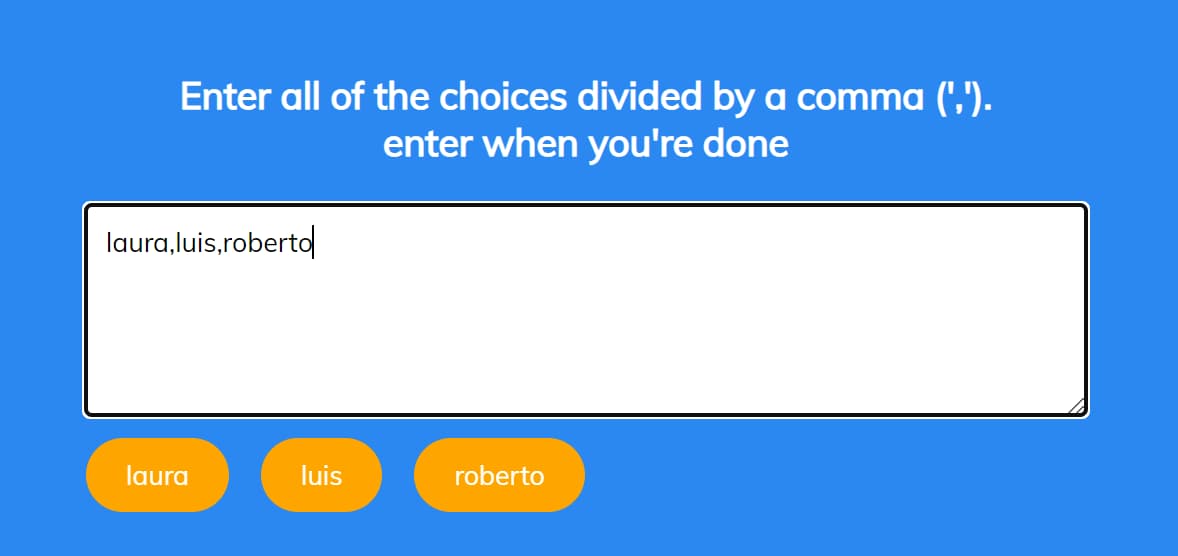 Enter all of the choices divided by a comma (',').
enter when you're done
laura,luis,roberto
laura luis roberto